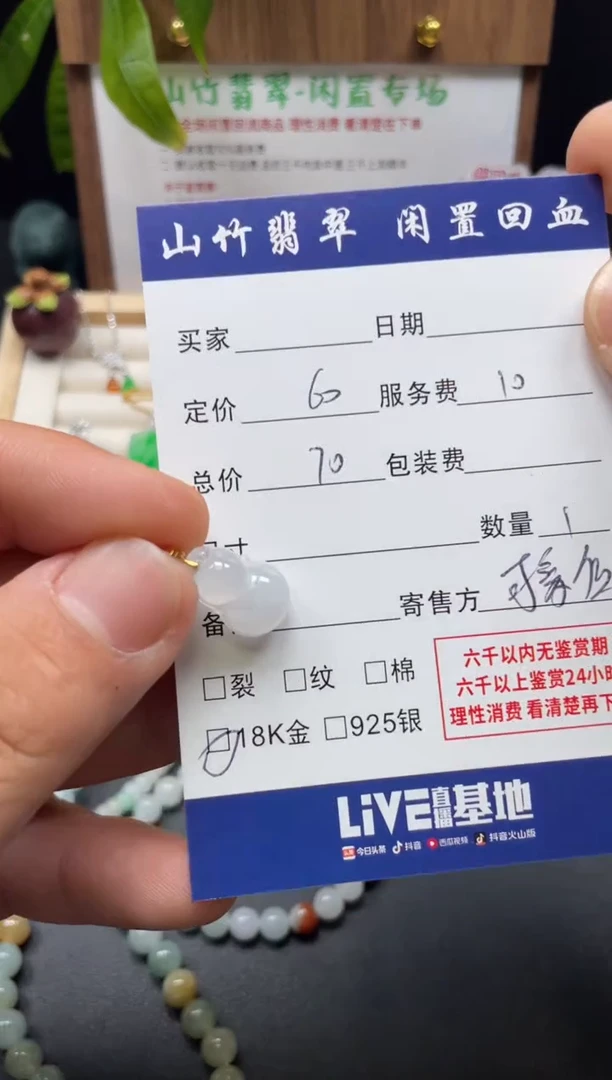 山竹翡翠-闲置专场
山竹翡翠 闲置回血
买家 日期
定价 60 服务费 10
总价 70 包装费
数量 1
备 寄售方
□裂 □纹 □棉
□18K金 □925银
六千以内无鉴赏期
六千以上鉴赏24小时
理性消费 看清楚再下
LiVE直播基地
今日头条 抖音 西瓜视频 抖音火山版